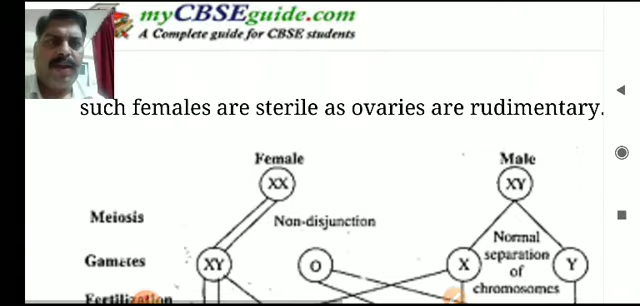 myCBSEguide.com
A Complete guide for CBSE students
such females are sterile as ovaries are rudimentary.
Female
Male
XX
XY
Meiosis
Non-disjunction
Normal
separation
of
chromosomes
Gametes
XY
O
X
Y
Fertilization